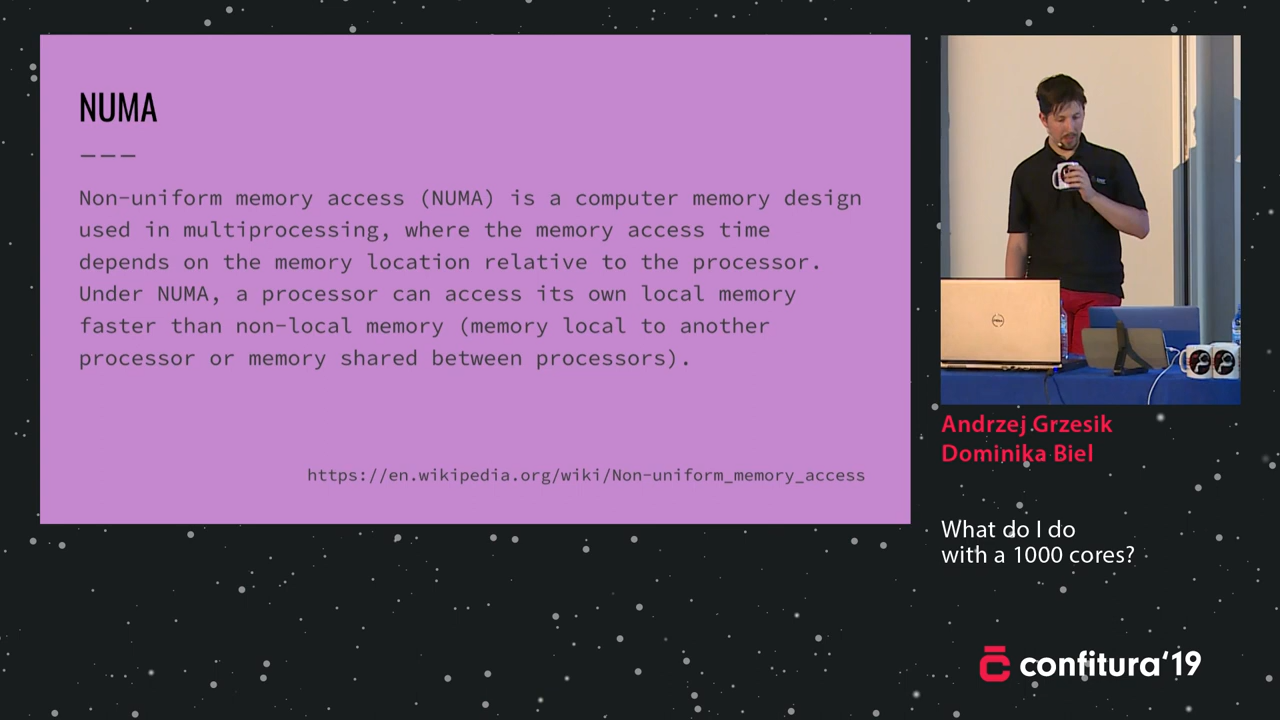 NUMA
———
Non-uniform memory access (NUMA) is a computer memory design
used in multiprocessing, where the memory access time
depends on the memory location relative to the processor.
Under NUMA, a processor can access its own local memory
faster than non-local memory (memory local to another
processor or memory shared between processors).
https://en.wikipedia.org/wiki/Non-uniform_memory_access
Andrzej Grzesik
Dominika Biel
What do I do
with a 1000 cores?
confitura‘19